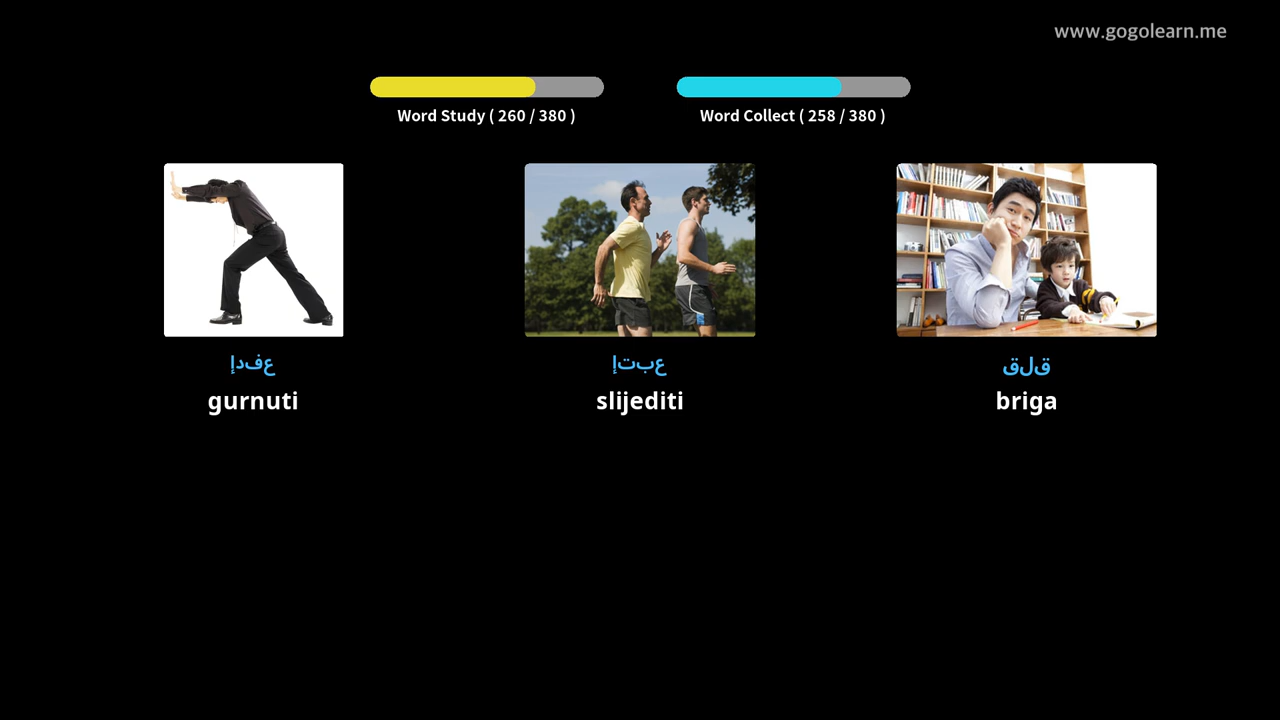 www.gogolearn.me
Word Study ( 260 / 380 )
Word Collect ( 258 / 380 )
إدفع
إتبع
قلق
gurnuti
slijediti
briga